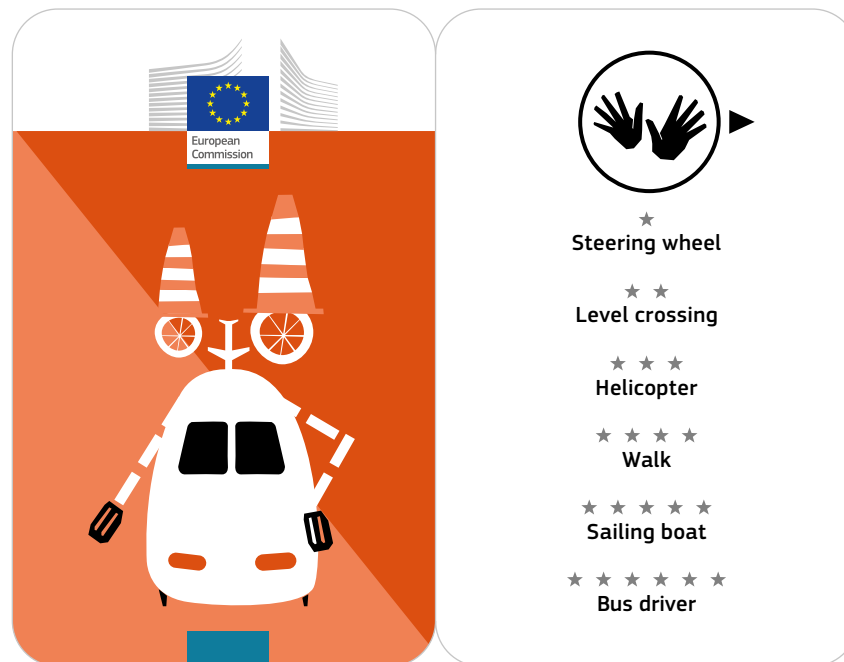 European
Commission
Steering wheel
Level crossing
Helicopter
Walk
Sailing boat
Bus driver